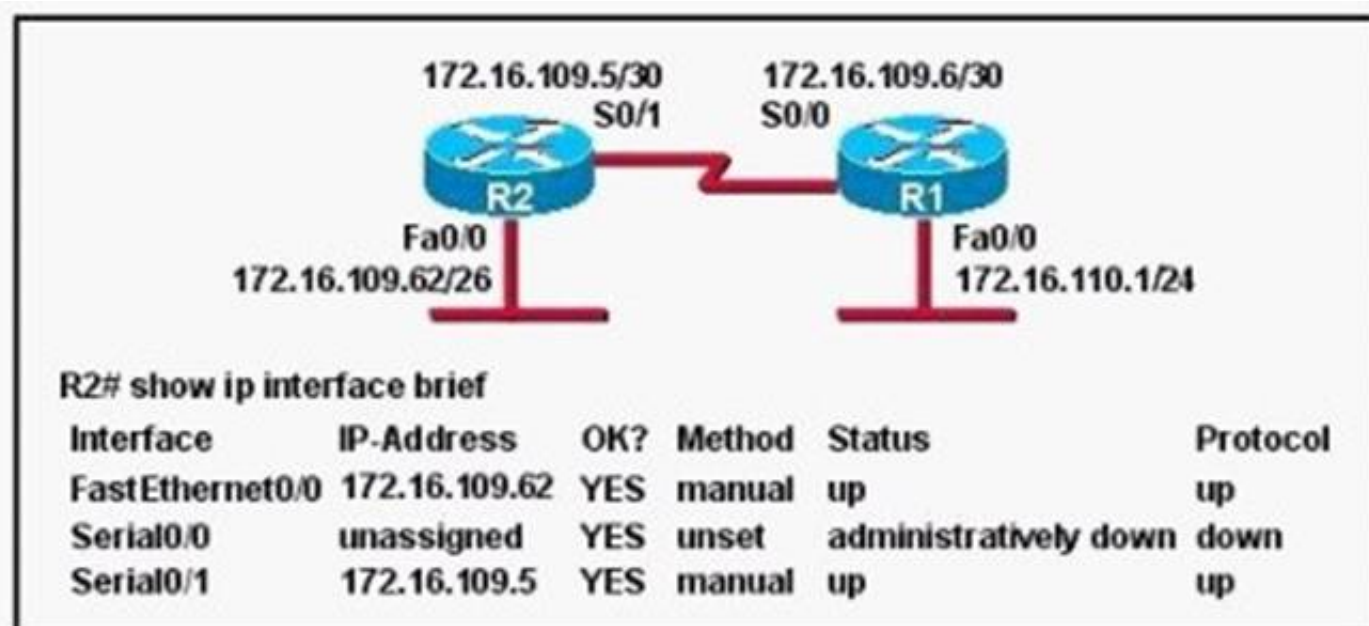 172.16.109.5/30 172.16.109.6/30
S0/1 S0/0
R2 R1
Fa0/0 Fa0/0
172.16.109.62/26 172.16.110.1/24
R2# show ip interface brief
Interface IP-Address OK? Method Status Protocol
FastEthernet0/0 172.16.109.62 YES manual up up
Serial0/0 unassigned YES unset administratively down down
Serial0/1 172.16.109.5 YES manual up up